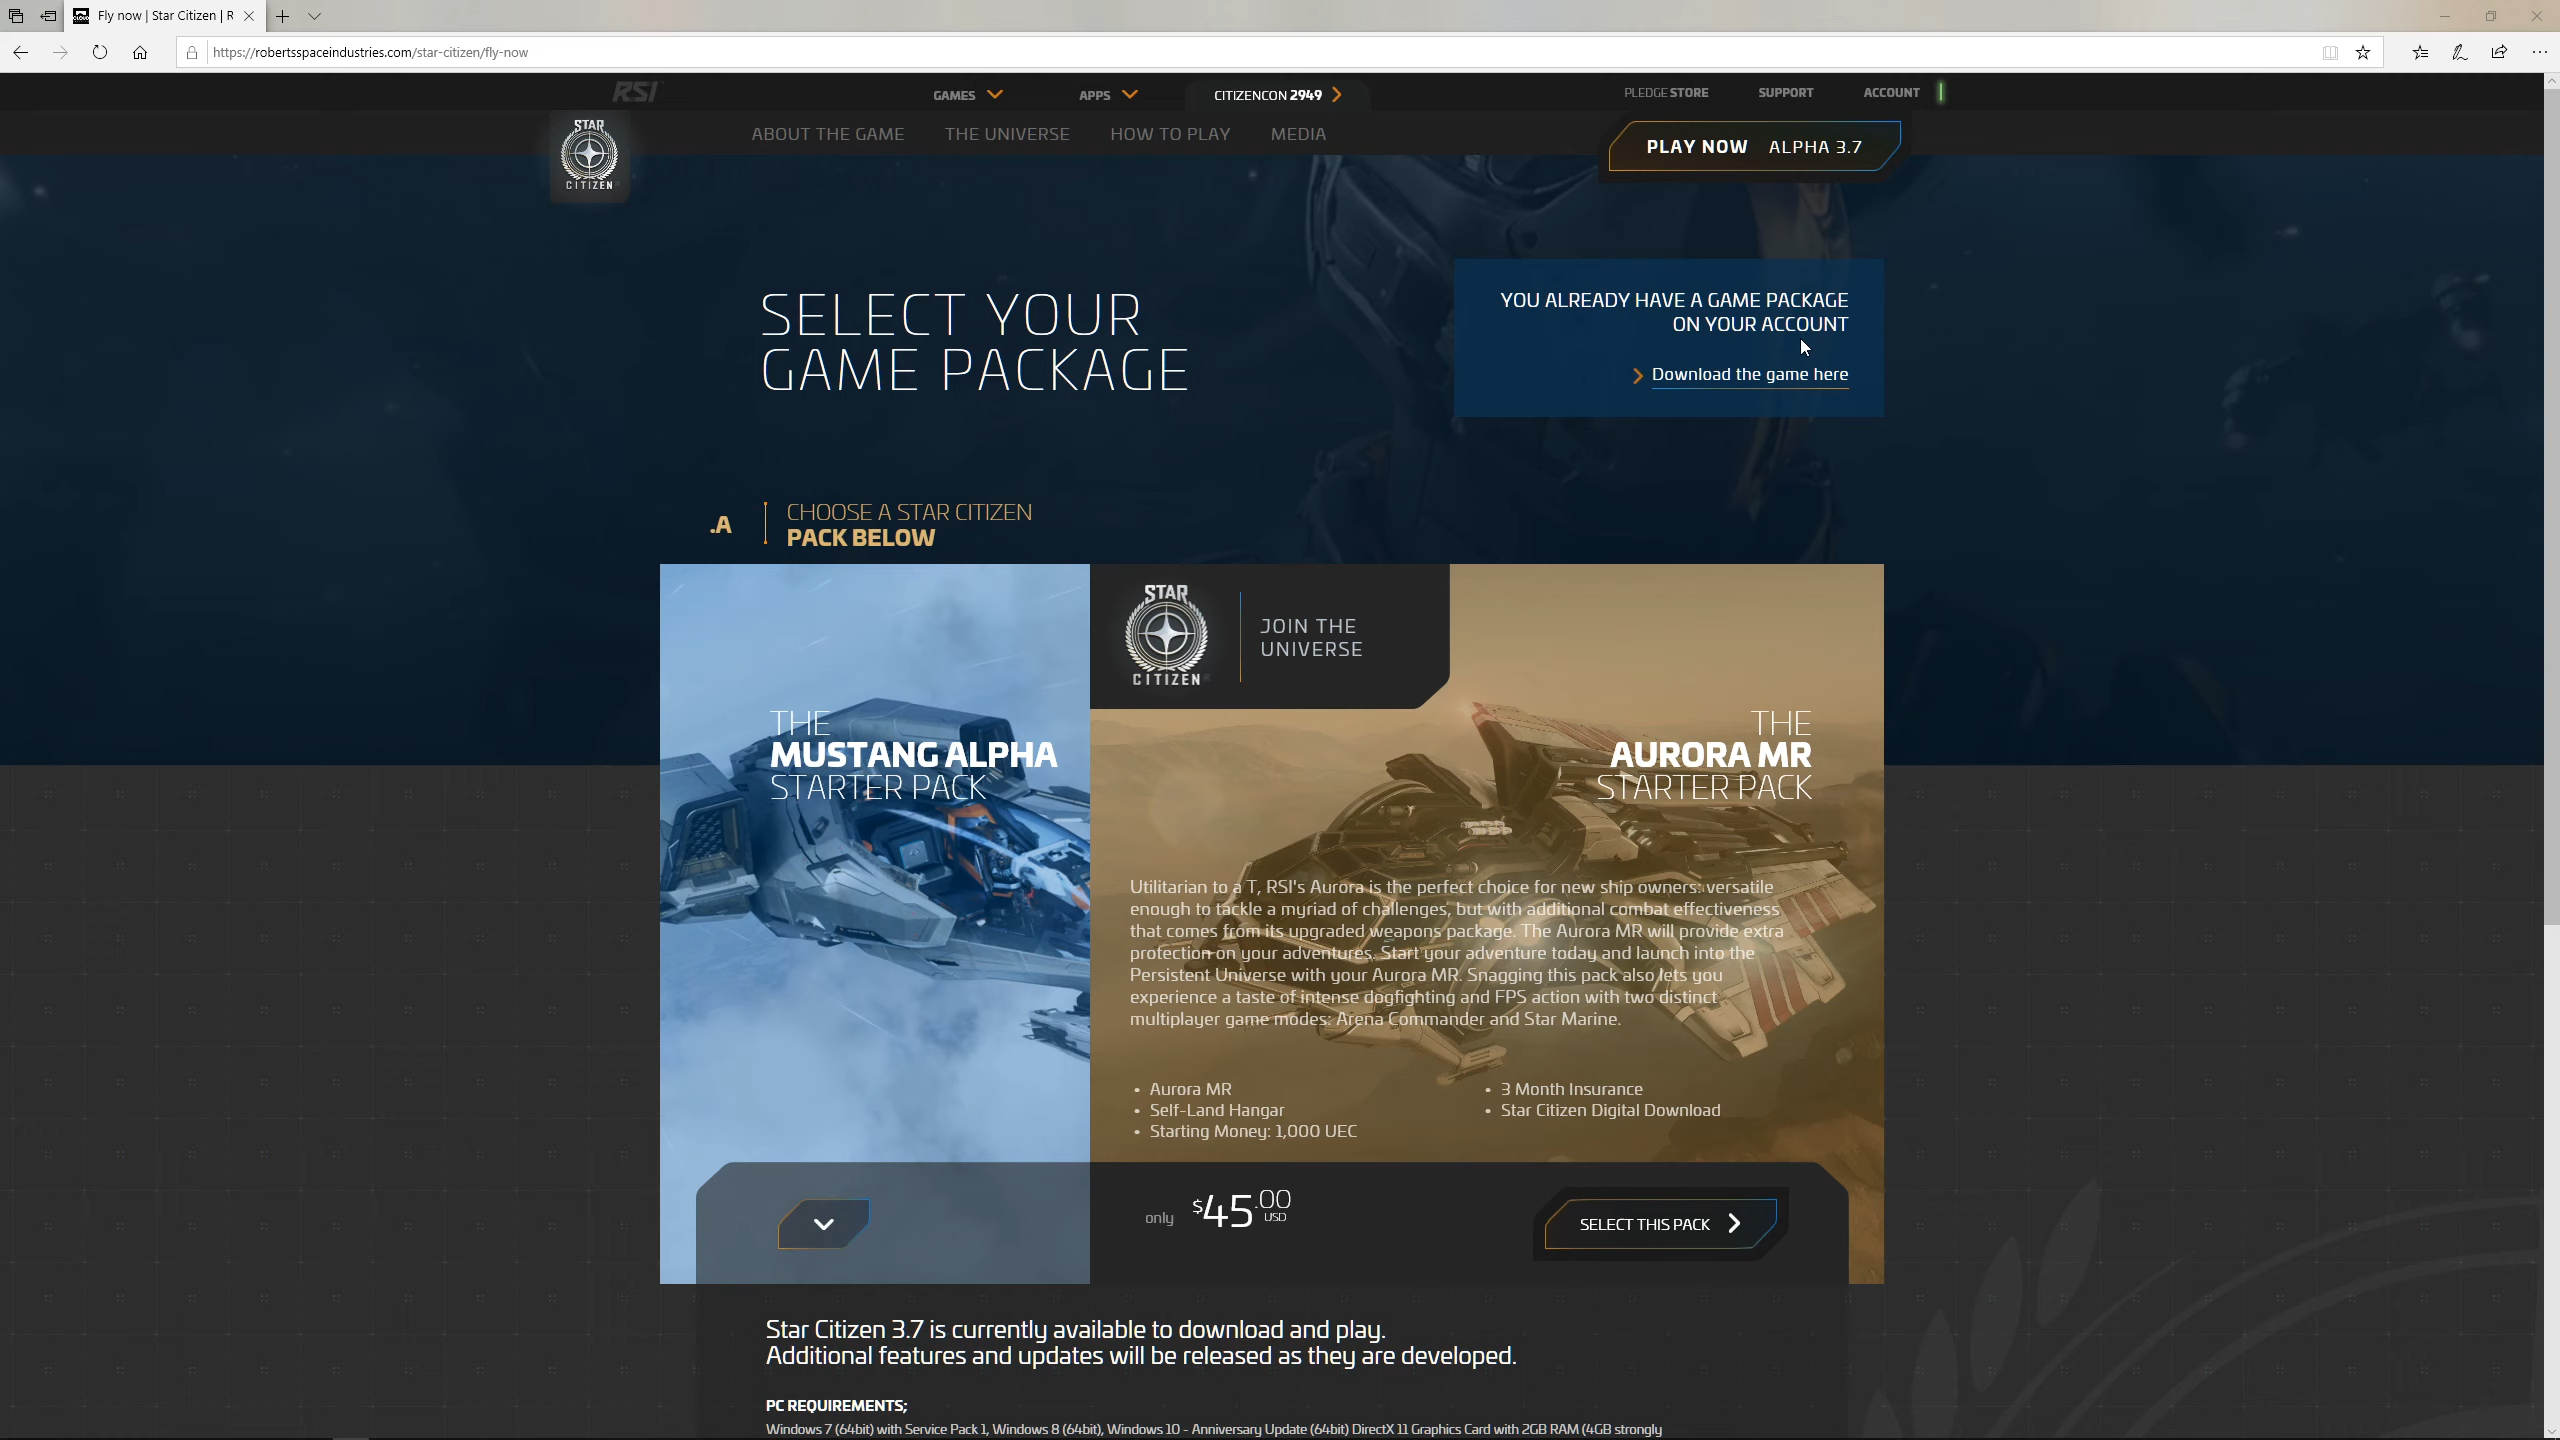 Fly now | Star Citizen | R
https://robertsspaceindustries.com/star-citizen/fly-now
RSI
GAMES
APPS
CITIZENCON 2949
PLEDGE STORE
SUPPORT
ACCOUNT
STAR
CITIZEN
ABOUT THE GAME
THE UNIVERSE
HOW TO PLAY
MEDIA
PLAY NOW ALPHA 3.7
SELECT YOUR
GAME PACKAGE
YOU ALREADY HAVE A GAME PACKAGE
ON YOUR ACCOUNT
Download the game here
.A
CHOOSE A STAR CITIZEN
PACK BELOW
STAR
CITIZEN
JOIN THE
UNIVERSE
THE
MUSTANG ALPHA
STARTER PACK
THE
AURORA MR
STARTER PACK
Utilitarian to a T, RSI's Aurora is the perfect choice for new ship owners: versatile
enough to tackle a myriad of challenges, but with additional combat effectiveness
that comes from its upgraded weapons package. The Aurora MR will provide extra
protection on your adventures. Start your adventure today and launch into the
Persistent Universe with your Aurora MR. Snagging this pack also lets you
experience a taste of intense dogfighting and FPS action with two distinct
multiplayer game modes: Arena Commander and Star Marine.
• Aurora MR
• Self-Land Hangar
• Starting Money: 1,000 UEC
• 3 Month Insurance
• Star Citizen Digital Download
only $45.00 USD
SELECT THIS PACK
Star Citizen 3.7 is currently available to download and play.
Additional features and updates will be released as they are developed.
PC REQUIREMENTS;
Windows 7 (64bit) with Service Pack 1, Windows 8 (64bit), Windows 10 - Anniversary Update (64bit) DirectX 11 Graphics Card with 2GB RAM (4GB strongly